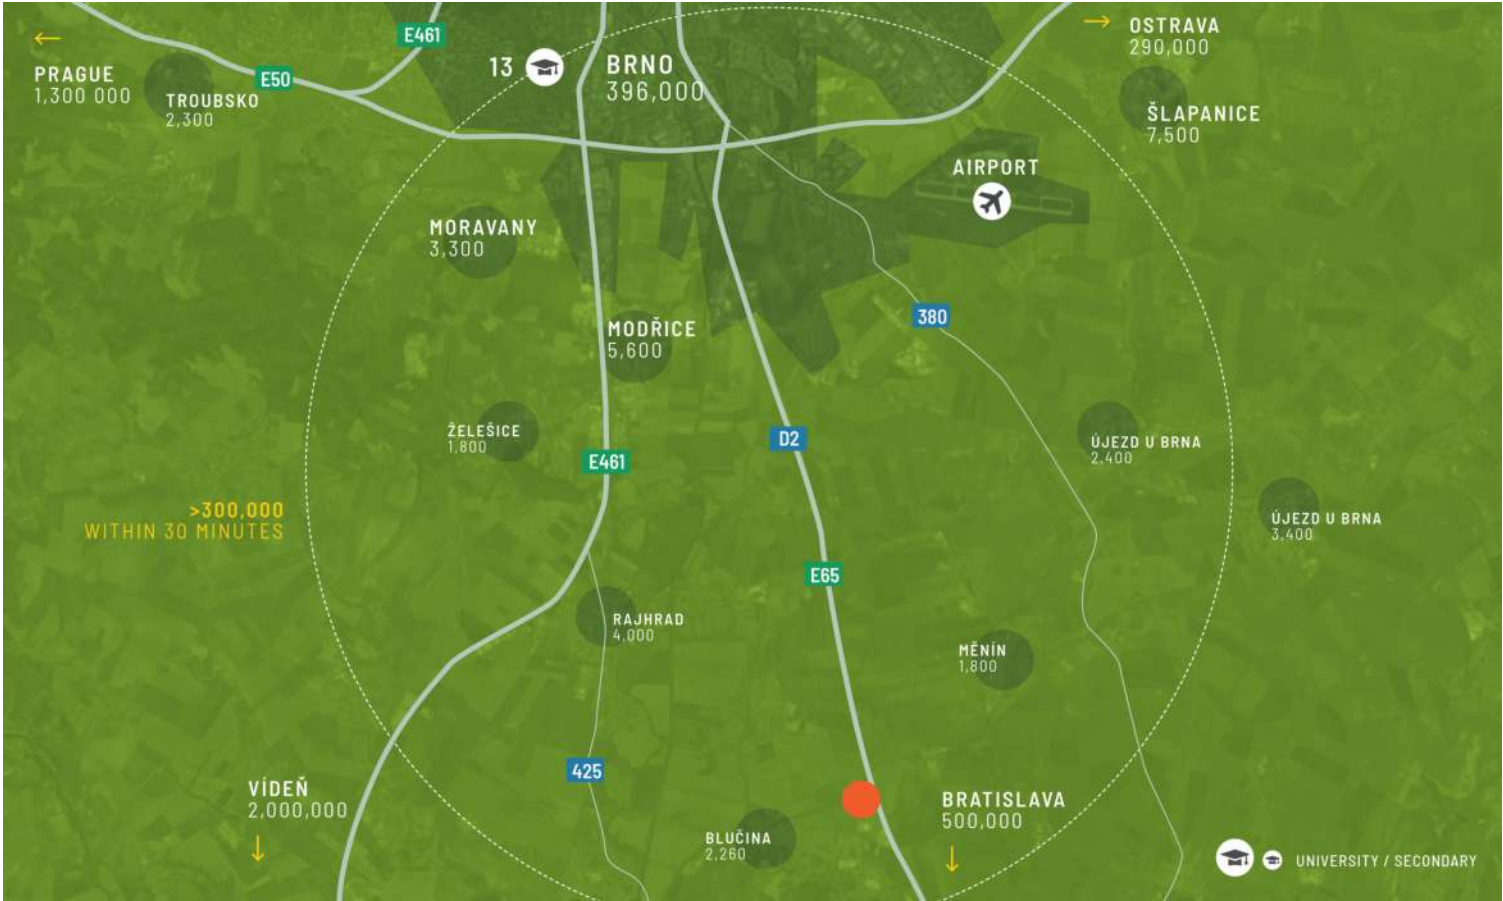 E461
OSTRAVA
290,000
PRAGUE
1,300 000
E50
TROUBSKO
2,300
13
BRNO
396,000
ŠLAPANICE
7,500
AIRPORT
MORAVANY
3,300
380
MODŘICE
5,600
ŽELEŠICE
1,800
D2
ÚJEZD U BRNA
2,400
E461
>300,000
WITHIN 30 MINUTES
ÚJEZD U BRNA
3,400
E65
RAJHRAD
4,000
MĚNÍN
1,800
425
VÍDEŇ
2,000,000
BRATISLAVA
500,000
BLUČINA
2,260
UNIVERSITY / SECONDARY